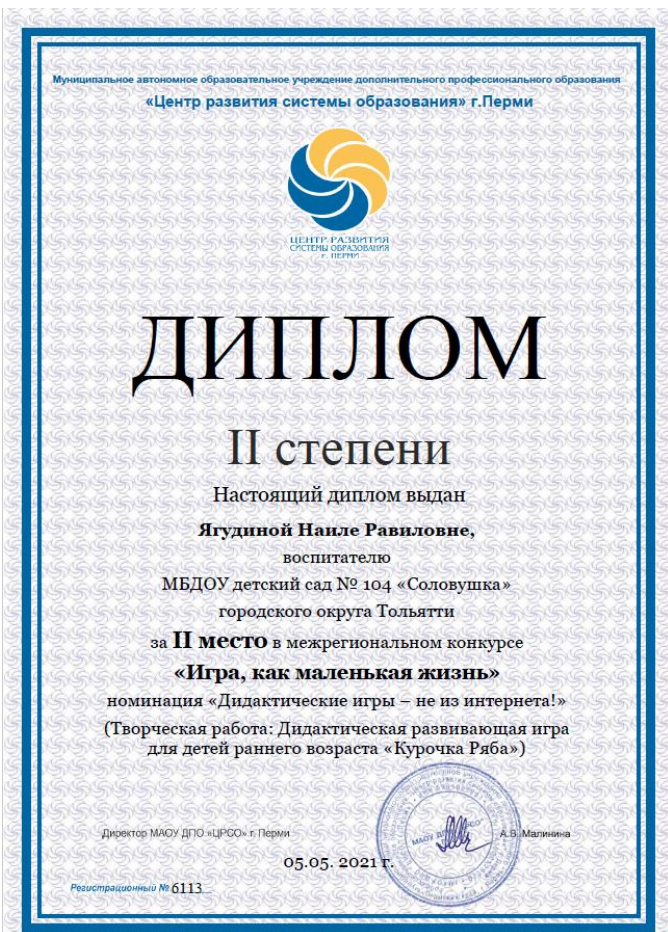 Муниципальное автономное образовательное учреждение дополнительного профессионального образования
«Центр развития системы образования» г.Перми
ЦЕНТР РАЗВИТИЯ
СИСТЕМЫ ОБРАЗОВАНИЯ
г. ПЕРМИ
ДИПЛОМ
II степени
Настоящий диплом выдан
Ягудиной Наиле Равиловне,
воспитателю
МБДОУ детский сад № 104 «Соловушка»
городского округа Тольятти
за II место в межрегиональном конкурсе
«Игра, как маленькая жизнь»
номинация «Дидактические игры – не из интернета!»
(Творческая работа: Дидактическая развивающая игра
для детей раннего возраста «Курочка Ряба»)
Директор МАОУ ДПО «ЦРСО» г. Перми
А.В. Малинина
05.05. 2021 г.
Регистрационный № 6113